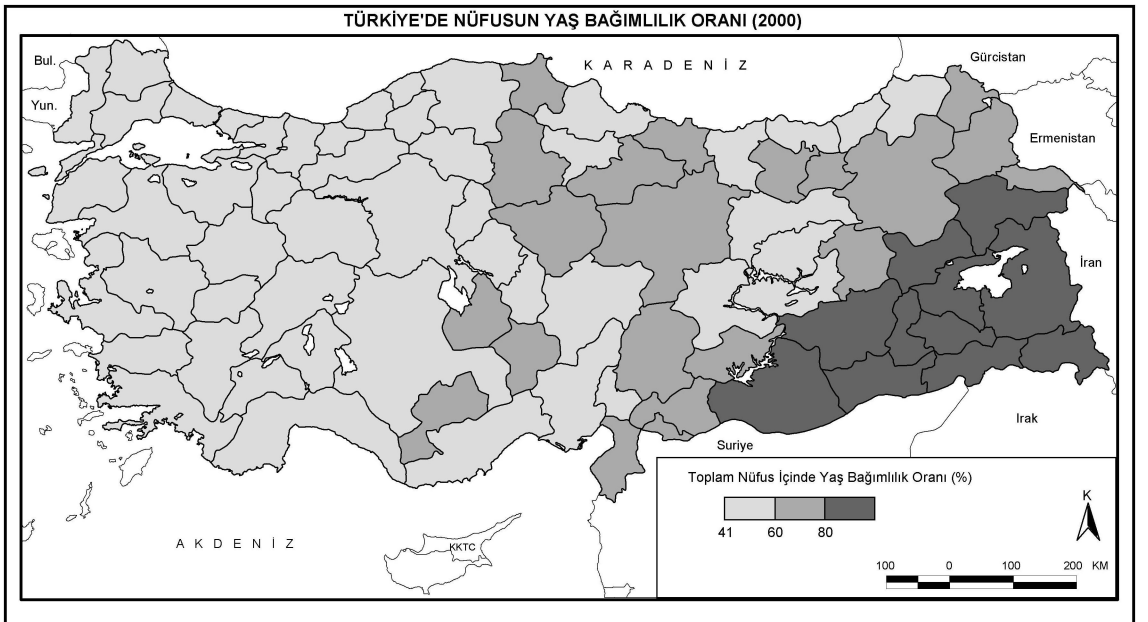 TÜRKİYE'DE NÜFUSUN YAŞ BAĞIMLILIK ORANI (2000)
Bul.
K A R A D E N İ Z
Gürcistan
Yun.
Ermenistan
İran
Irak
Suriye
Toplam Nüfus İçinde Yaş Bağımlılık Oranı (%)
K
41 60 80
A K D E N İ Z
KKTC
100 0 100 200 KM